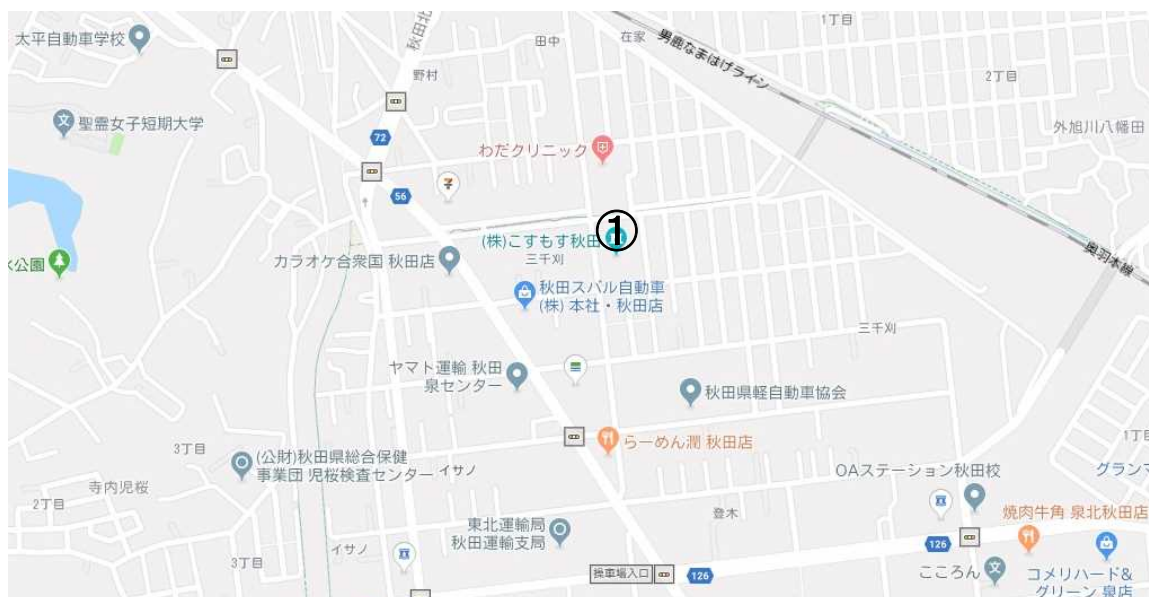 太平自動車学校
秋田北
田中
在家
1丁目
男鹿なまはげライン
2丁目
野村
聖霊女子短期大学
72
わだクリニック
外旭川八幡田
56
①
(株)こすもす秋田
三千刈
カラオケ合衆国 秋田店
公園
奥羽本線
秋田スバル自動車
(株) 本社・秋田店
三千刈
ヤマト運輸 秋田
泉センター
秋田県軽自動車協会
らーめん潤 秋田店
3丁目
(公財)秋田県総合保健
事業団 児桜検査センター
イサノ
1丁目
OAステーション秋田校
グランマ
寺内児桜
2丁目
登木
焼肉牛角 泉北秋田店
東北運輸局
秋田運輸支局
イサノ
126
3丁目
操車場入口
126
こころん
コメリハード&
グリーン 泉店